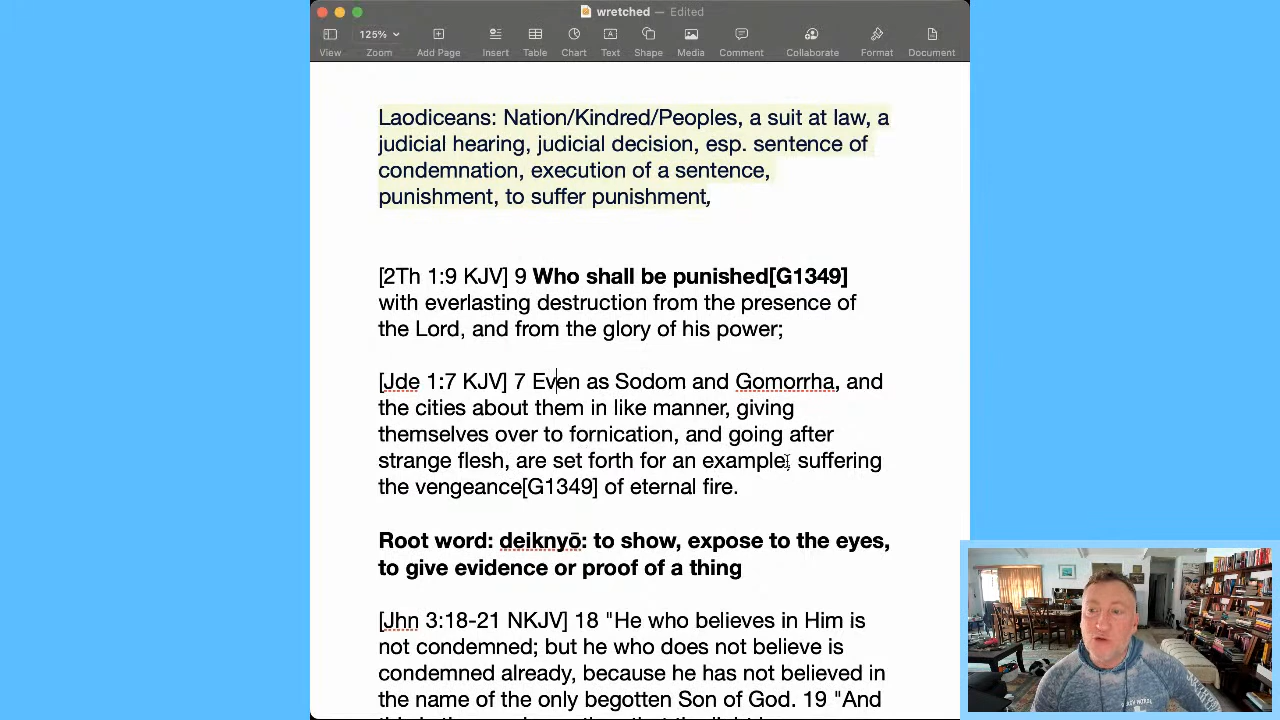 wretched — Edited
125%
View Zoom Add Page Insert Table Chart Text Shape Media Comment Collaborate Format Document
Laodiceans: Nation/Kindred/Peoples, a suit at law, a
judicial hearing, judicial decision, esp. sentence of
condemnation, execution of a sentence,
punishment, to suffer punishment,
[2Th 1:9 KJV] 9 Who shall be punished[G1349]
with everlasting destruction from the presence of
the Lord, and from the glory of his power;
[Jde 1:7 KJV] 7 Even as Sodom and Gomorrha, and
the cities about them in like manner, giving
themselves over to fornication, and going after
strange flesh, are set forth for an example, suffering
the vengeance[G1349] of eternal fire.
Root word: deiknyō: to show, expose to the eyes,
to give evidence or proof of a thing
[Jhn 3:18-21 NKJV] 18 "He who believes in Him is
not condemned; but he who does not believe is
condemned already, because he has not believed in
the name of the only begotten Son of God. 19 "And